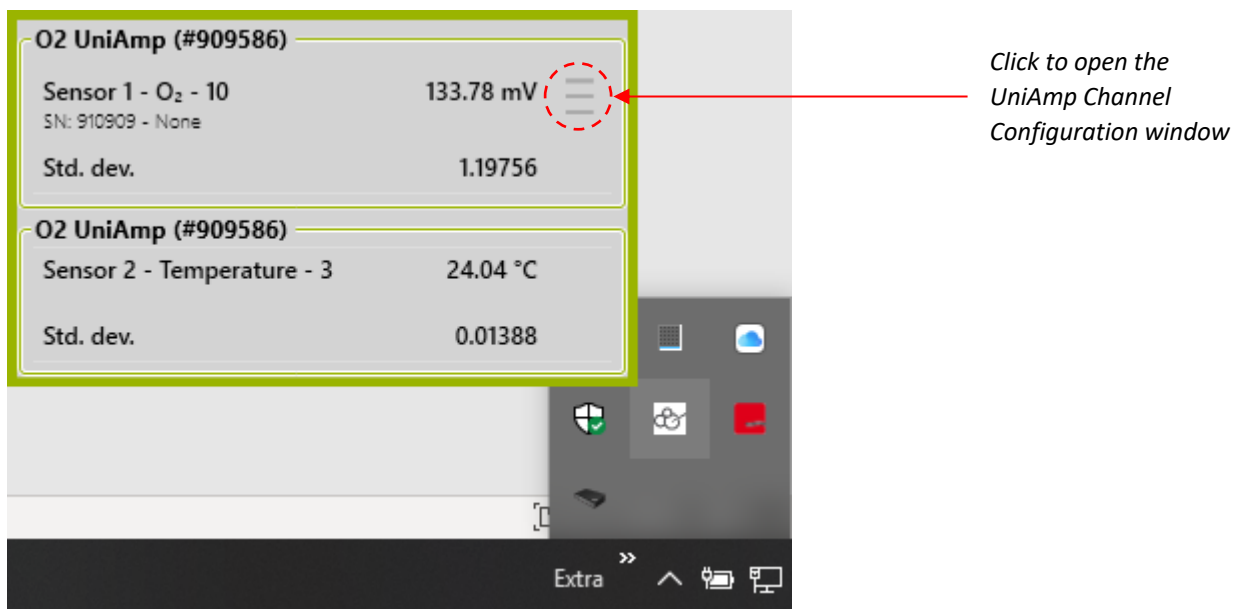 O2 UniAmp (#909586)
Sensor 1 - O₂ - 10 133.78 mV
SN: 910909 - None
Std. dev. 1.19756
O2 UniAmp (#909586)
Sensor 2 - Temperature - 3 24.04 °C
Std. dev. 0.01388
Click to open the
UniAmp Channel
Configuration window
Extra »